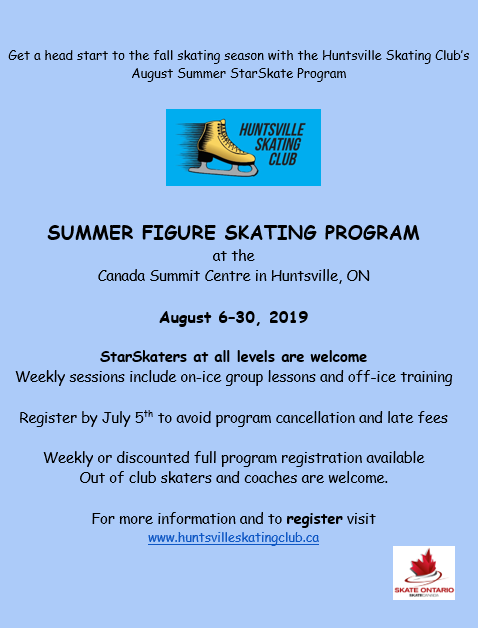 Get a head start to the fall skating season with the Huntsville Skating Club's
August Summer StarSkate Program
HUNTSVILLE
SKATING
CLUB
SUMMER FIGURE SKATING PROGRAM
at the
Canada Summit Centre in Huntsville, ON
August 6–30, 2019
StarSkaters at all levels are welcome
Weekly sessions include on-ice group lessons and off-ice training
Register by July 5th to avoid program cancellation and late fees
Weekly or discounted full program registration available
Out of club skaters and coaches are welcome.
For more information and to register visit
www.huntsvilleskatingclub.ca
SKATE ONTARIO
SKATE CANADA